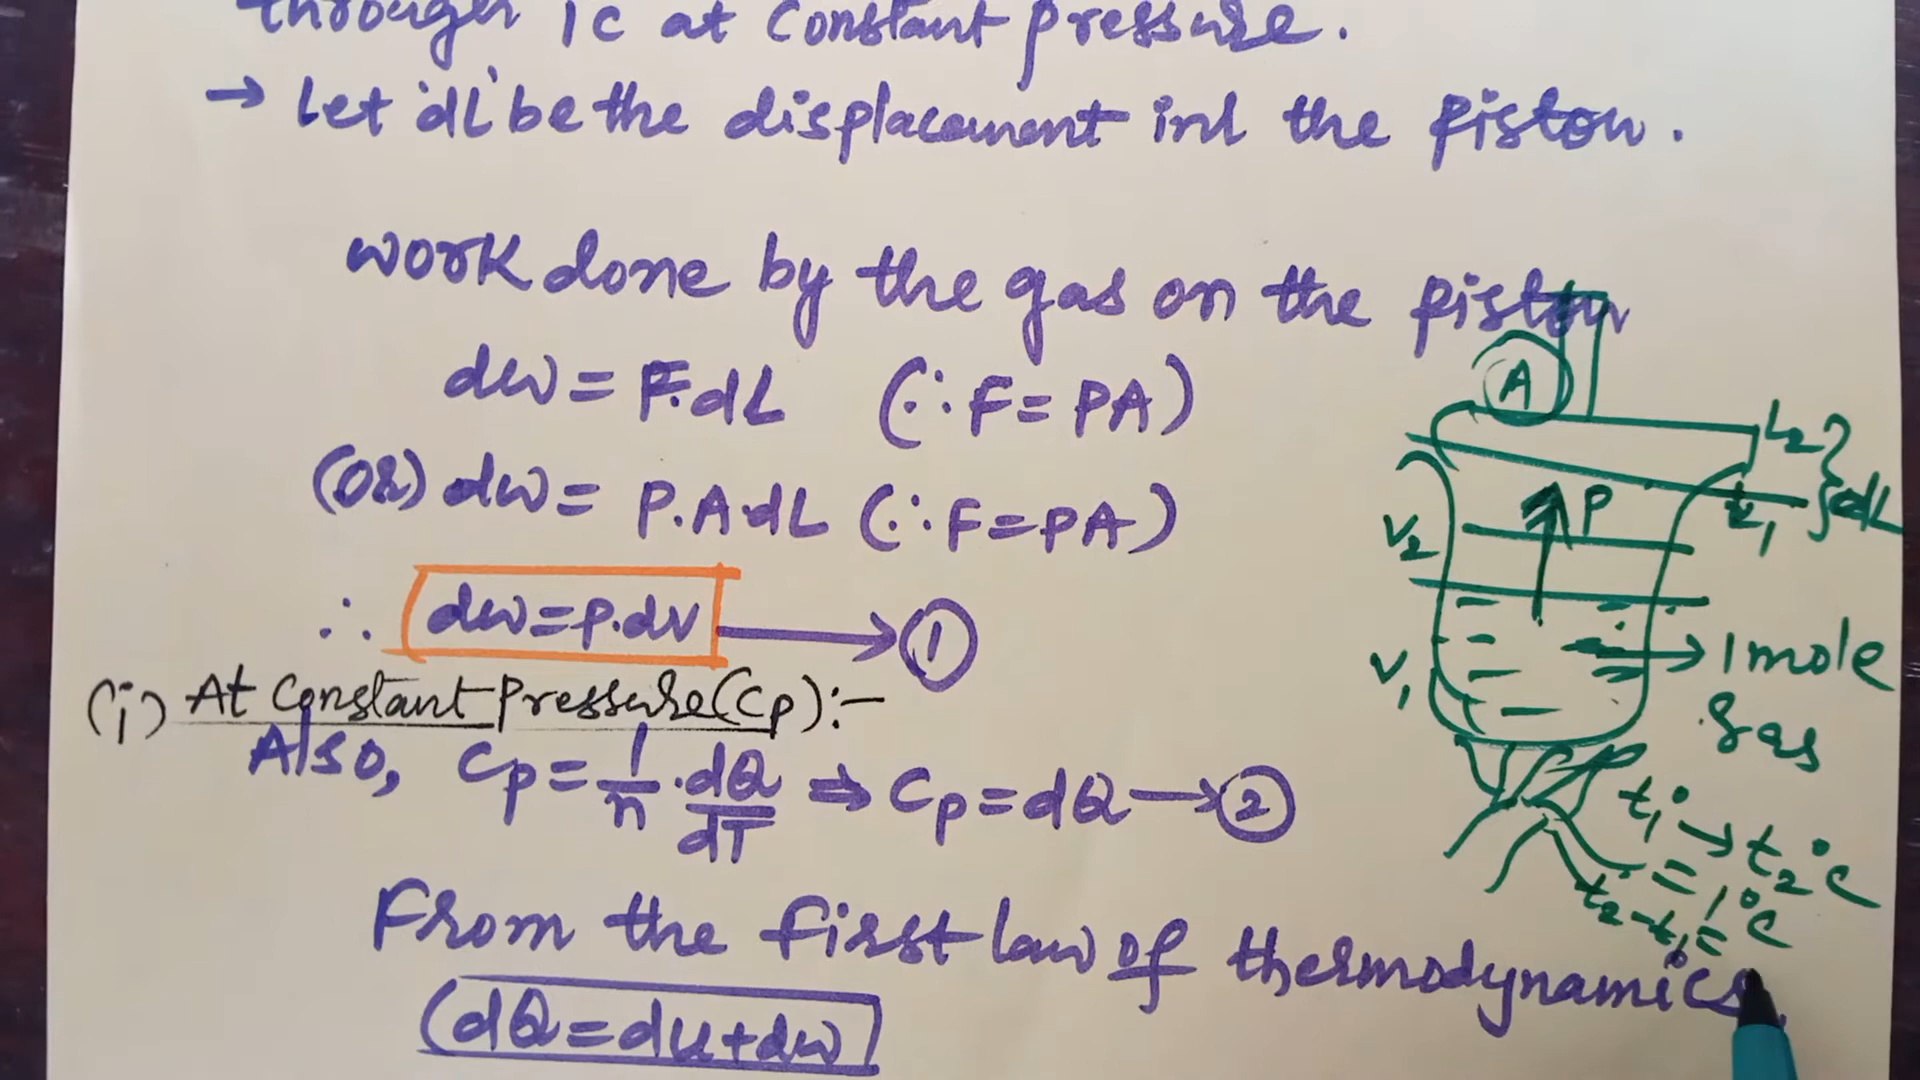 through 1°C at Constant pressure.
→ Let 'dL' be the displacement in the piston.
work done by the gas on the piston
dw = F.dL (∵ F = PA)
(OR) dw = P.A dL (∵ F = PA)
∴ dw = P.dv → ①
(i) At Constant Pressure (Cp):-
Also, Cp = 1/n . dQ/dT ⇒ Cp = dQ → ②
From the first law of thermodynamics
(dQ = du + dw)
A
L2
L1
dL
P
V2
V1
→ 1 mole
gas
t1° → t2°C
= 1°C
t2° - t1° =